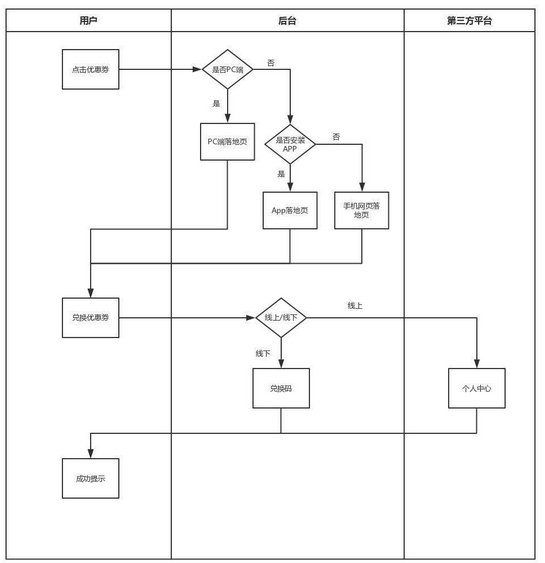 用户
后台
第三方平台
点击优惠券
是否PC端
否
是
PC端落地页
是否安装
APP
否
是
App落地页
手机网页落
地页
兑换优惠券
线上/线下
线上
线下
兑换码
个人中心
成功提示